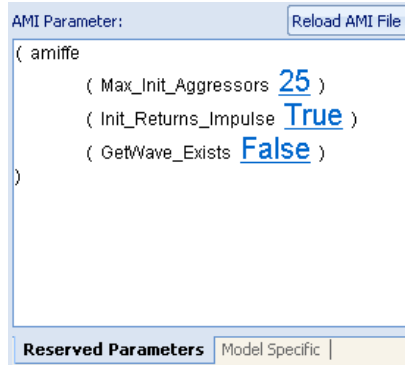 AMI Parameter: Reload AMI File
( amiffe
( Max_Init_Aggressors 25 )
( Init_Returns_Impulse True )
( GetWave_Exists False )
)
Reserved Parameters Model Specific